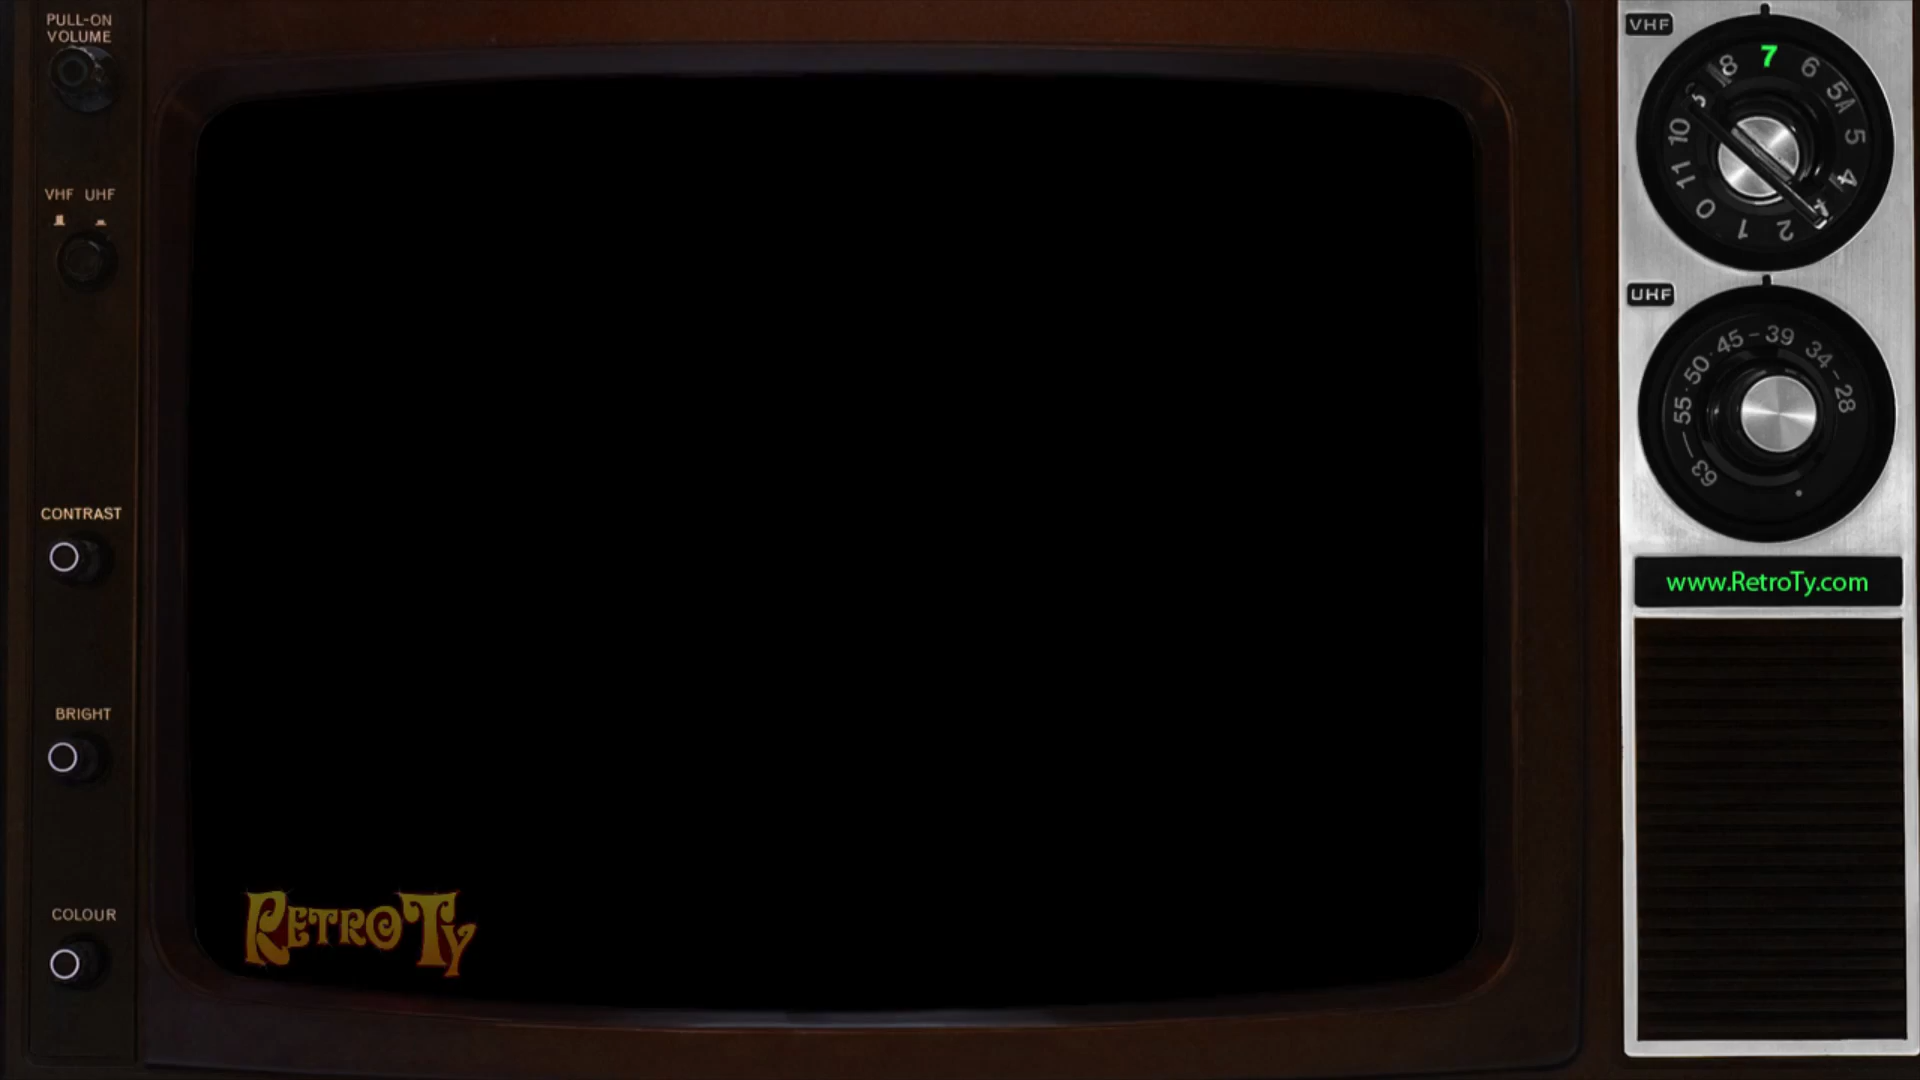 PULL-ON
VOLUME
VHF UHF
CONTRAST
BRIGHT
COLOUR
RETROTY
VHF
7
6
5A
5
4
2
1
0
11
10
8
UHF
63 — 55 · 50 · 45 – 39 34 – 28
www.RetroTy.com